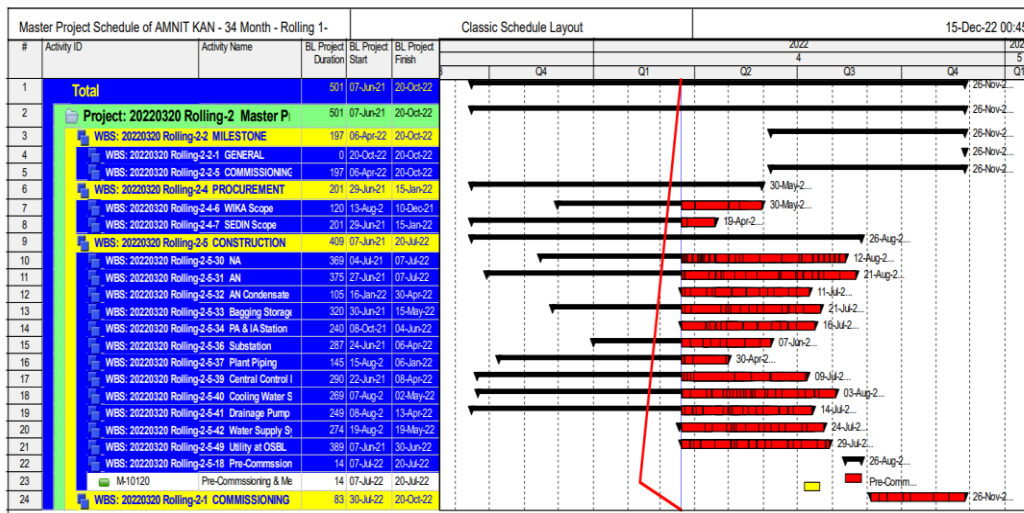 Master Project Schedule of AMNIT KAN - 34 Month - Rolling 1- Classic Schedule Layout 15-Dec-22 00:45
# Activity ID Activity Name BL Project Duration BL Project Start BL Project Finish 2022
4 5
Q4 Q1 Q2 Q3 Q4 Q1
1 Total 501 07-Jun-21 20-Oct-22 26-Nov-2...
2 Project: 20220320 Rolling-2 Master P 501 07-Jun-21 20-Oct-22 26-Nov-2...
3 WBS: 20220320 Rolling-2-2 MILESTONE 197 06-Apr-22 20-Oct-22 26-Nov-2...
4 WBS: 20220320 Rolling-2-2-1 GENERAL 0 20-Oct-22 20-Oct-22 26-Nov-2...
5 WBS: 20220320 Rolling-2-2-5 COMMISSIONING 197 06-Apr-22 20-Oct-22 26-Nov-2...
6 WBS: 20220320 Rolling-2-4 PROCUREMENT 201 29-Jun-21 15-Jan-22 30-May-2...
7 WBS: 20220320 Rolling-2-4-6 WIKA Scope 120 13-Aug-2 10-Dec-21 30-May-2...
8 WBS: 20220320 Rolling-2-4-7 SEDIN Scope 201 29-Jun-21 15-Jan-22 19-Apr-2...
9 WBS: 20220320 Rolling-2-5 CONSTRUCTION 409 07-Jun-21 20-Jul-22 26-Aug-2...
10 WBS: 20220320 Rolling-2-5-30 NA 369 04-Jul-21 07-Jul-22 12-Aug-2...
11 WBS: 20220320 Rolling-2-5-31 AN 375 27-Jun-21 07-Jul-22 21-Aug-2...
12 WBS: 20220320 Rolling-2-5-32 AN Condensate 105 16-Jan-22 30-Apr-22 11-Jul-2...
13 WBS: 20220320 Rolling-2-5-33 Bagging Storage 320 30-Jun-21 15-May-22 21-Jul-2...
14 WBS: 20220320 Rolling-2-5-34 PA & IA Station 240 08-Oct-21 04-Jun-22 16-Jul-2...
15 WBS: 20220320 Rolling-2-5-36 Substation 287 24-Jun-21 06-Apr-22 07-Jun-2...
16 WBS: 20220320 Rolling-2-5-37 Plant Piping 145 15-Aug-2 06-Jan-22 30-Apr-2...
17 WBS: 20220320 Rolling-2-5-39 Central Control 290 22-Jun-21 08-Apr-22 09-Jul-2...
18 WBS: 20220320 Rolling-2-5-40 Cooling Water S 269 07-Aug-2 02-May-22 03-Aug-2...
19 WBS: 20220320 Rolling-2-5-41 Drainage Pump 249 08-Aug-2 13-Apr-22 14-Jul-2...
20 WBS: 20220320 Rolling-2-5-42 Water Supply Sy 274 19-Aug-2 19-May-22 24-Jul-2...
21 WBS: 20220320 Rolling-2-5-49 Utility at OSBL 389 07-Jun-21 30-Jun-22 29-Jul-2...
22 WBS: 20220320 Rolling-2-5-18 Pre-Commssion 14 07-Jul-22 20-Jul-22 26-Aug-2...
23 M-10120 Pre-Commssioning & Me 14 07-Jul-22 20-Jul-22 Pre-Comm...
24 WBS: 20220320 Rolling-2-1 COMMISSIONING 83 30-Jul-22 20-Oct-22 26-Nov-2...